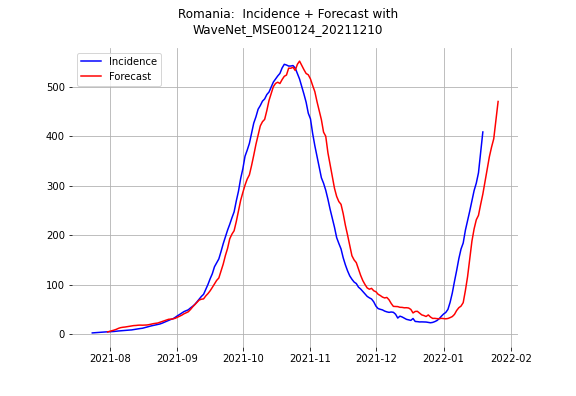 Romania:  Incidence + Forecast with
WaveNet_MSE00124_20211210
Incidence
Forecast
500
400
300
200
100
0
2021-08 2021-09 2021-10 2021-11 2021-12 2022-01 2022-02